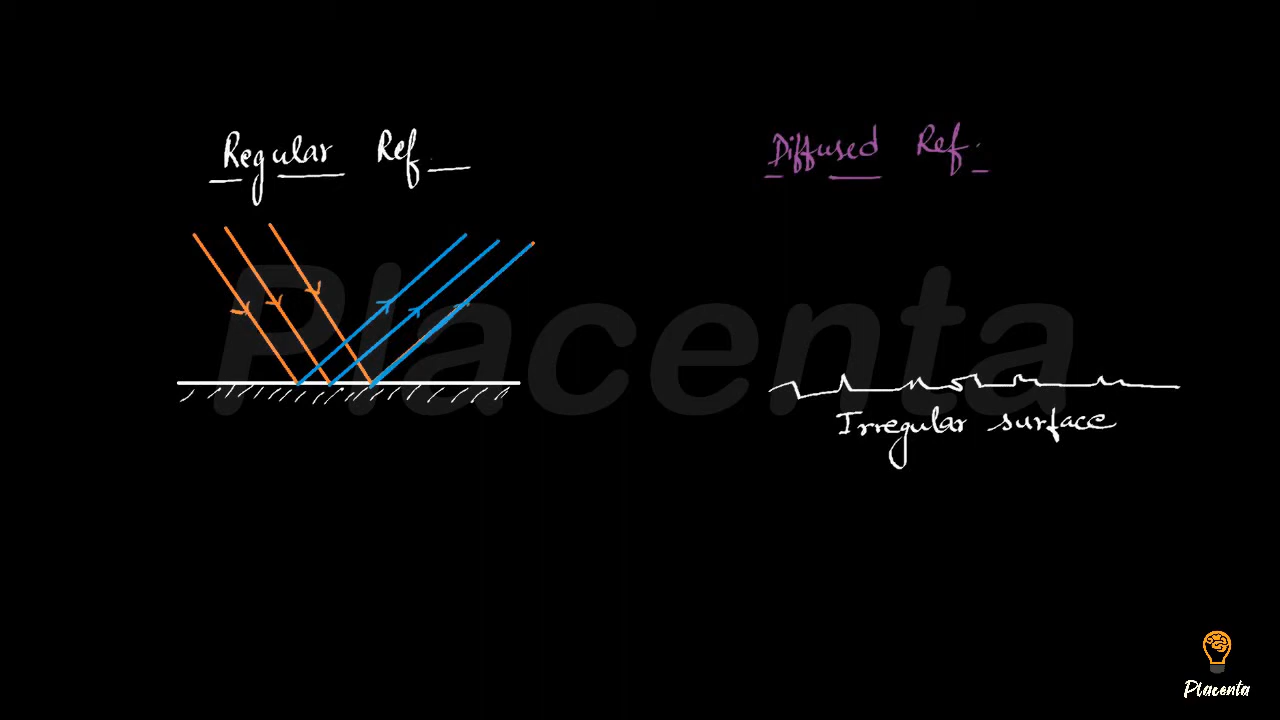 Regular Ref.
Diffused Ref.
Placenta
Irregular surface
Placenta